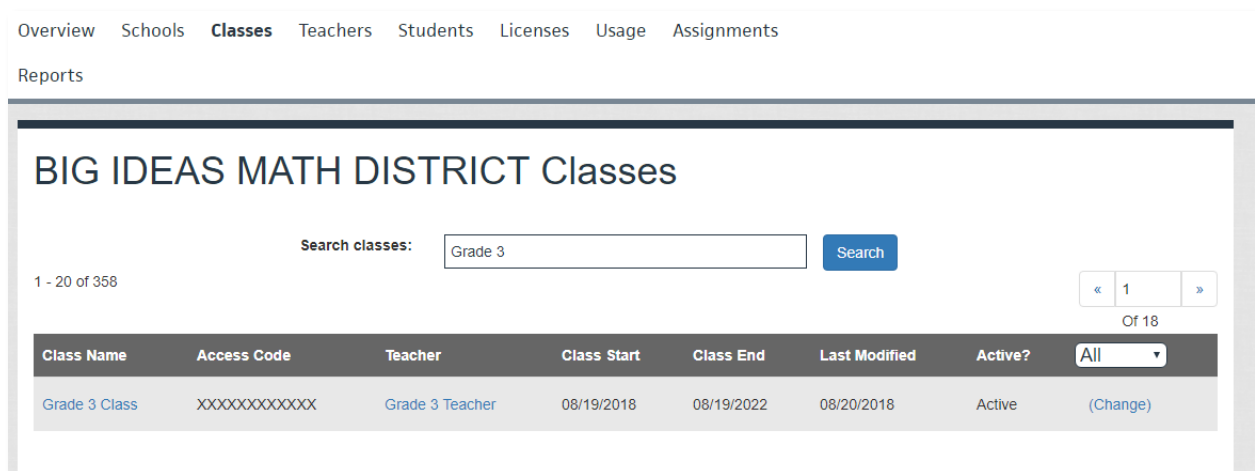 Overview Schools Classes Teachers Students Licenses Usage Assignments
Reports
BIG IDEAS MATH DISTRICT Classes
Search classes: Grade 3 Search
1 - 20 of 358
« 1 »
Of 18
Class Name Access Code Teacher Class Start Class End Last Modified Active? All
Grade 3 Class XXXXXXXXXXXX Grade 3 Teacher 08/19/2018 08/19/2022 08/20/2018 Active (Change)